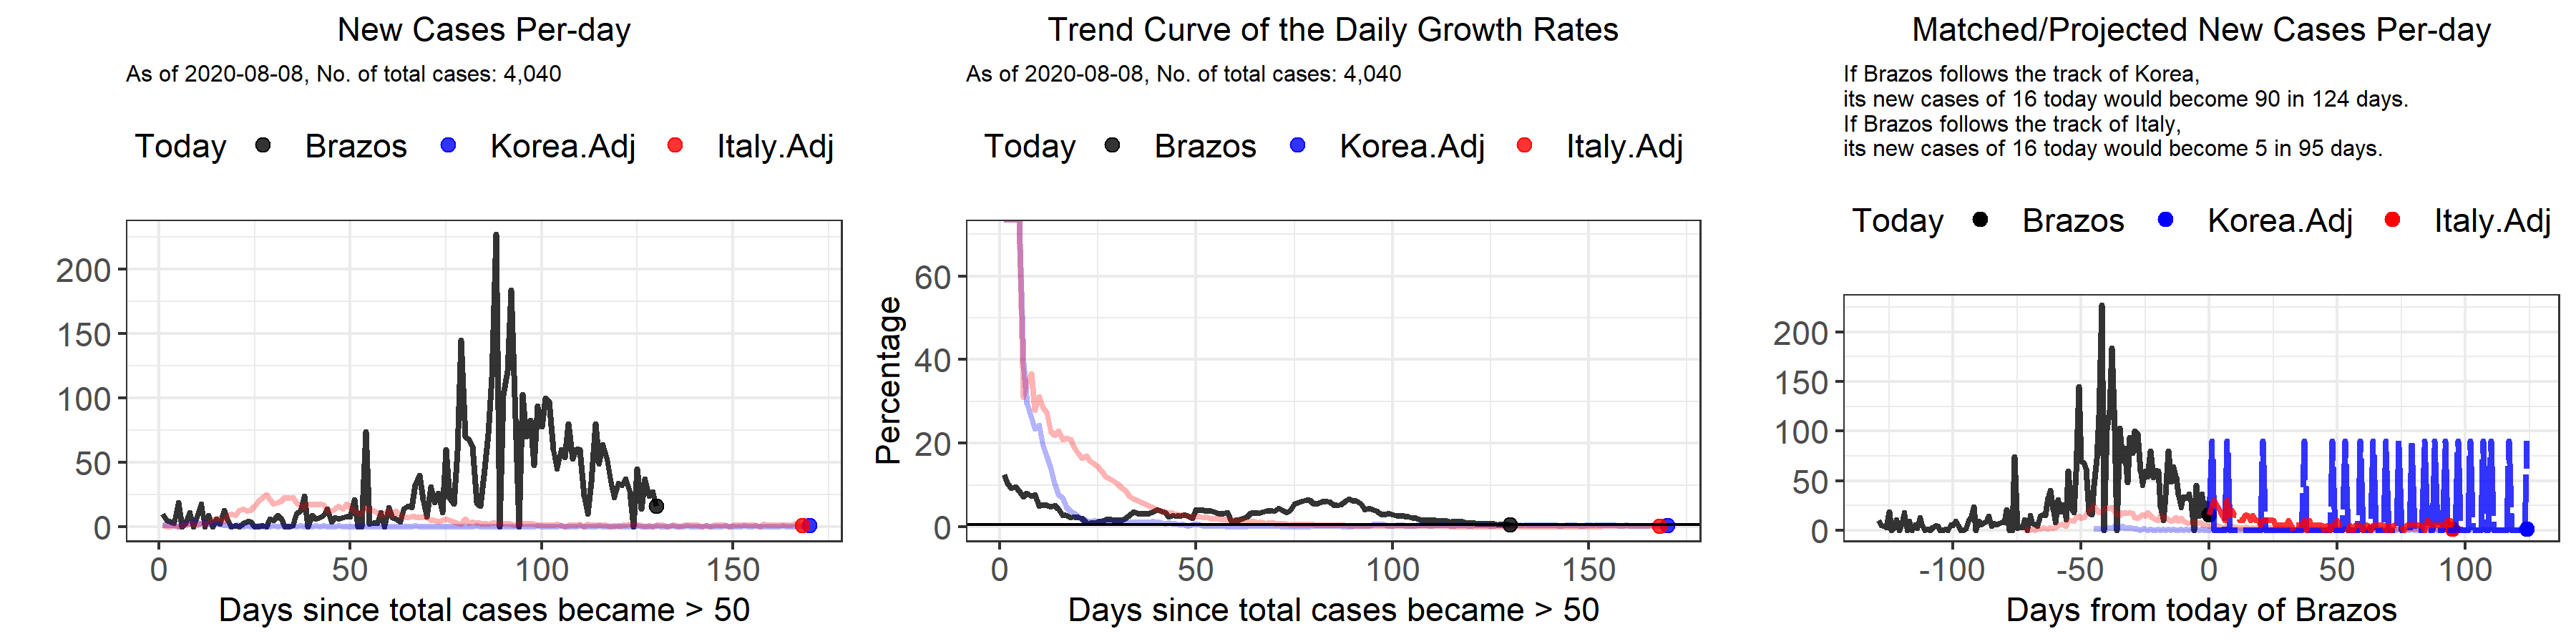 New Cases Per-day
As of 2020-08-08, No. of total cases: 4,040
Today Brazos Korea.Adj Italy.Adj
200
150
100
50
0
0 50 100 150
Days since total cases became > 50
Trend Curve of the Daily Growth Rates
As of 2020-08-08, No. of total cases: 4,040
Today Brazos Korea.Adj Italy.Adj
Percentage
60
40
20
0
0 50 100 150
Days since total cases became > 50
Matched/Projected New Cases Per-day
If Brazos follows the track of Korea,
its new cases of 16 today would become 90 in 124 days.
If Brazos follows the track of Italy,
its new cases of 16 today would become 5 in 95 days.
Today Brazos Korea.Adj Italy.Adj
200
150
100
50
0
-100 -50 0 50 100
Days from today of Brazos